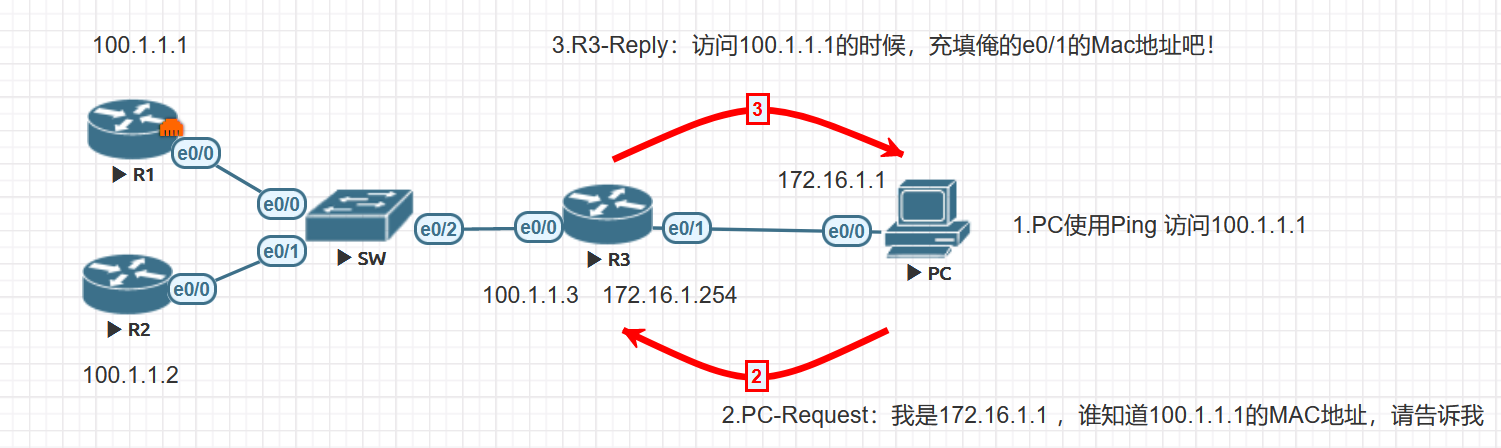 100.1.1.1
3.R3-Reply：访问100.1.1.1的时候，充填俺的e0/1的Mac地址吧！
3
e0/0
R1
172.16.1.1
e0/0
e0/2
e0/0
e0/1
e0/0
1.PC使用Ping 访问100.1.1.1
e0/1
SW
R3
PC
e0/0
100.1.1.3
172.16.1.254
R2
100.1.1.2
2
2.PC-Request：我是172.16.1.1 ，谁知道100.1.1.1的MAC地址，请告诉我